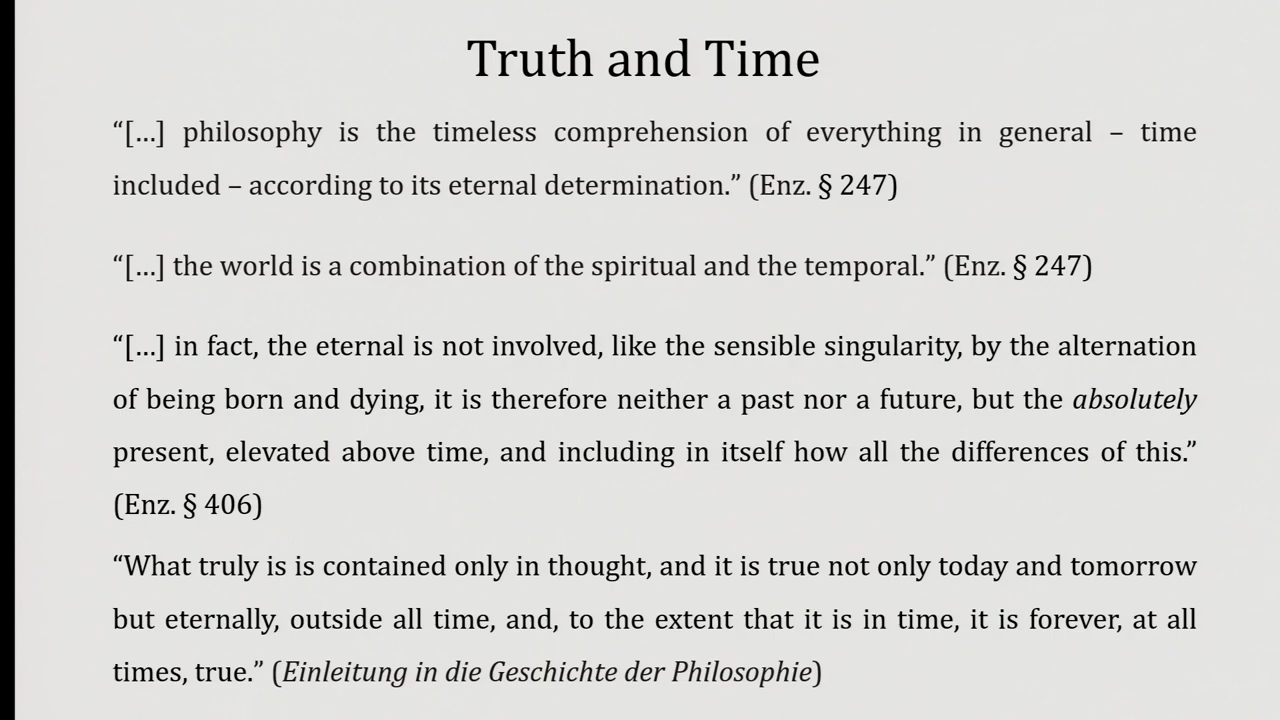 Truth and Time
“[…] philosophy is the timeless comprehension of everything in general – time
included – according to its eternal determination.” (Enz. § 247)
“[…] the world is a combination of the spiritual and the temporal.” (Enz. § 247)
“[…] in fact, the eternal is not involved, like the sensible singularity, by the alternation
of being born and dying, it is therefore neither a past nor a future, but the absolutely
present, elevated above time, and including in itself how all the differences of this.”
(Enz. § 406)
“What truly is is contained only in thought, and it is true not only today and tomorrow
but eternally, outside all time, and, to the extent that it is in time, it is forever, at all
times, true.” (Einleitung in die Geschichte der Philosophie)